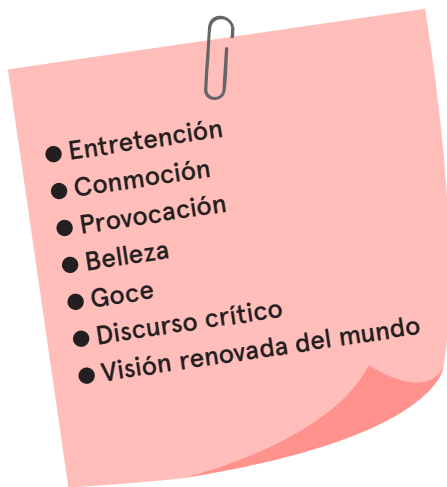 ● Entretención
● Conmoción
● Provocación
● Belleza
● Goce
● Discurso crítico
● Visión renovada del mundo